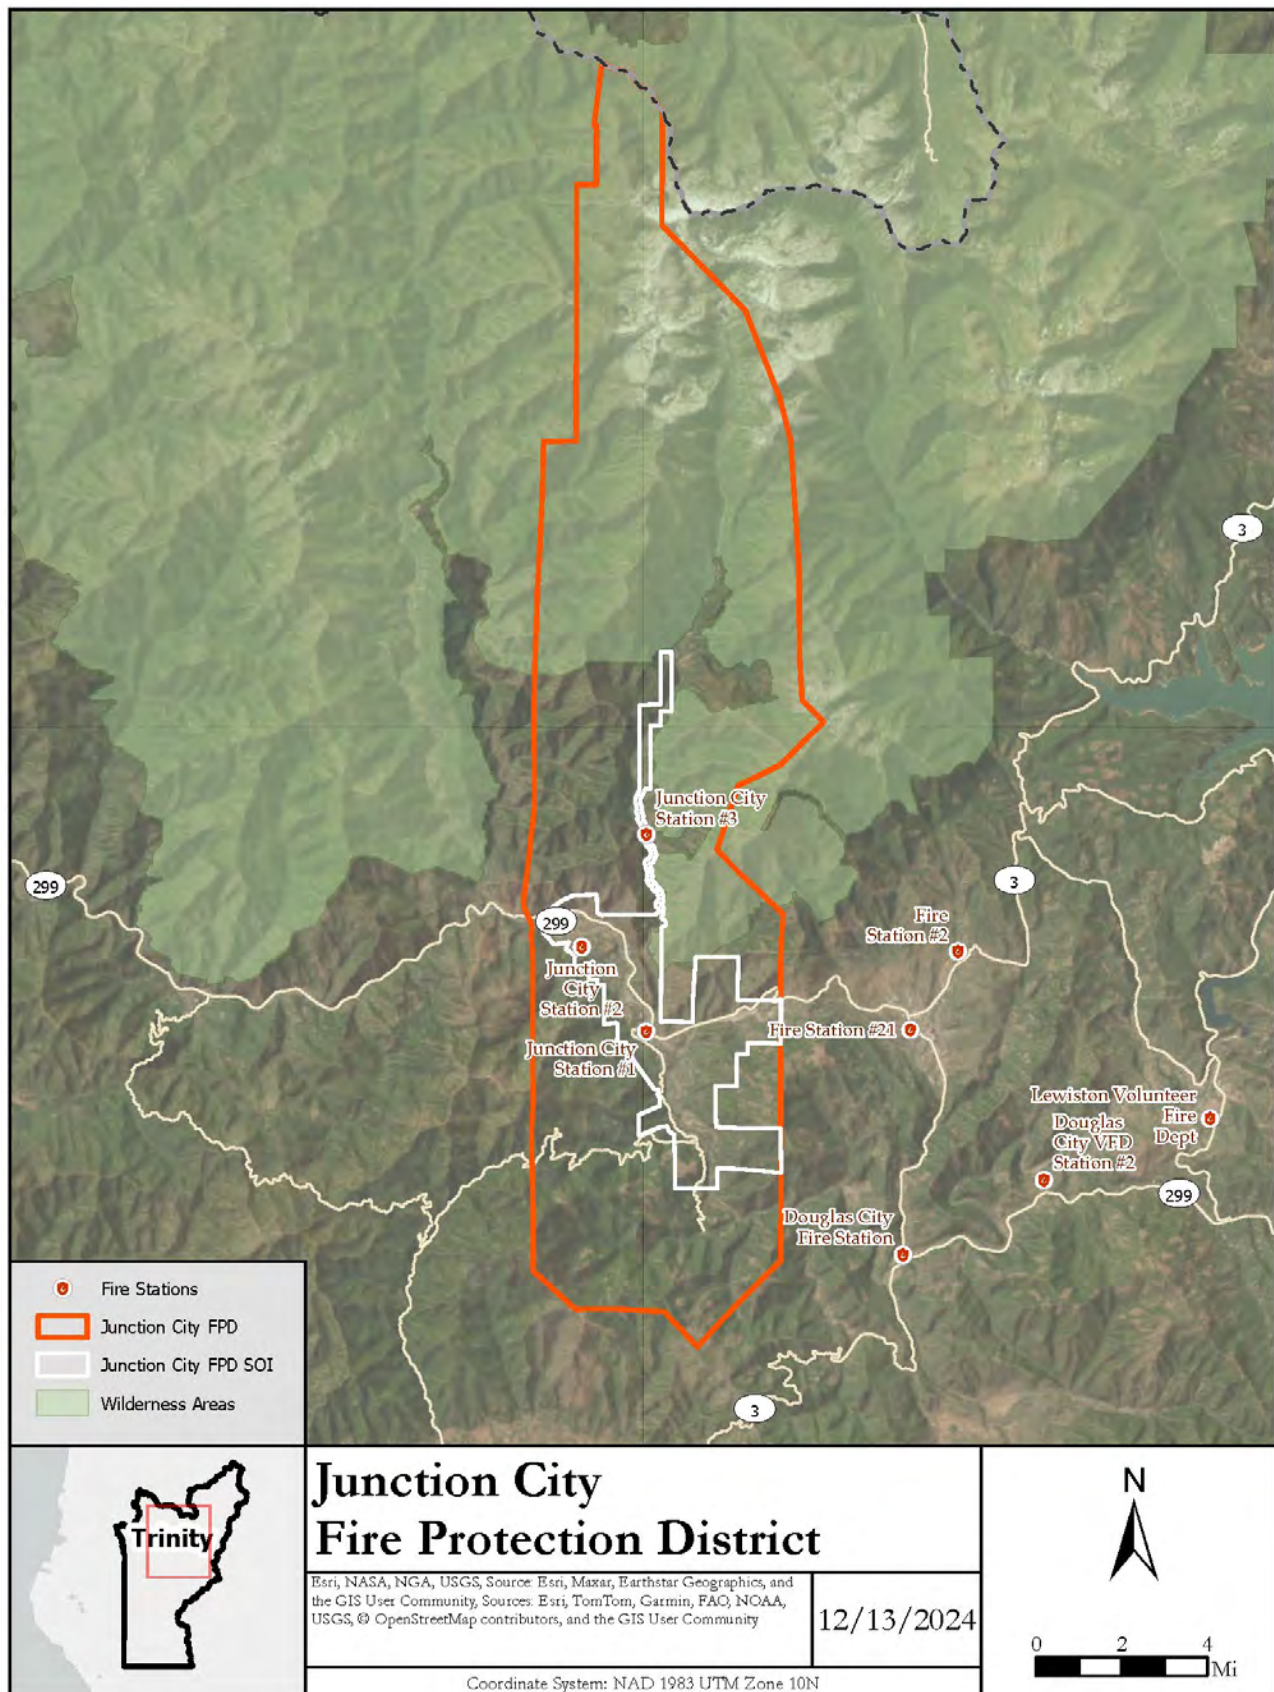 3
Junction City
Station #3
299
3
299
Fire
Station #2
Junction
City
Station #2
Fire Station #21
Junction City
Station #1
Lewiston Volunteer
Fire
Dept
Douglas
City VFD
Station #2
299
Douglas City
Fire Station
3
Fire Stations
Junction City FPD
Junction City FPD SOI
Wilderness Areas
Trinity
Junction City
Fire Protection District
Esri, NASA, NGA, USGS, Source: Esri, Maxar, Earthstar Geographics, and
the GIS User Community, Sources: Esri, TomTom, Garmin, FAO, NOAA,
USGS, © OpenStreetMap contributors, and the GIS User Community
12/13/2024
Coordinate System: NAD 1983 UTM Zone 10N
N
0 2 4
Mi